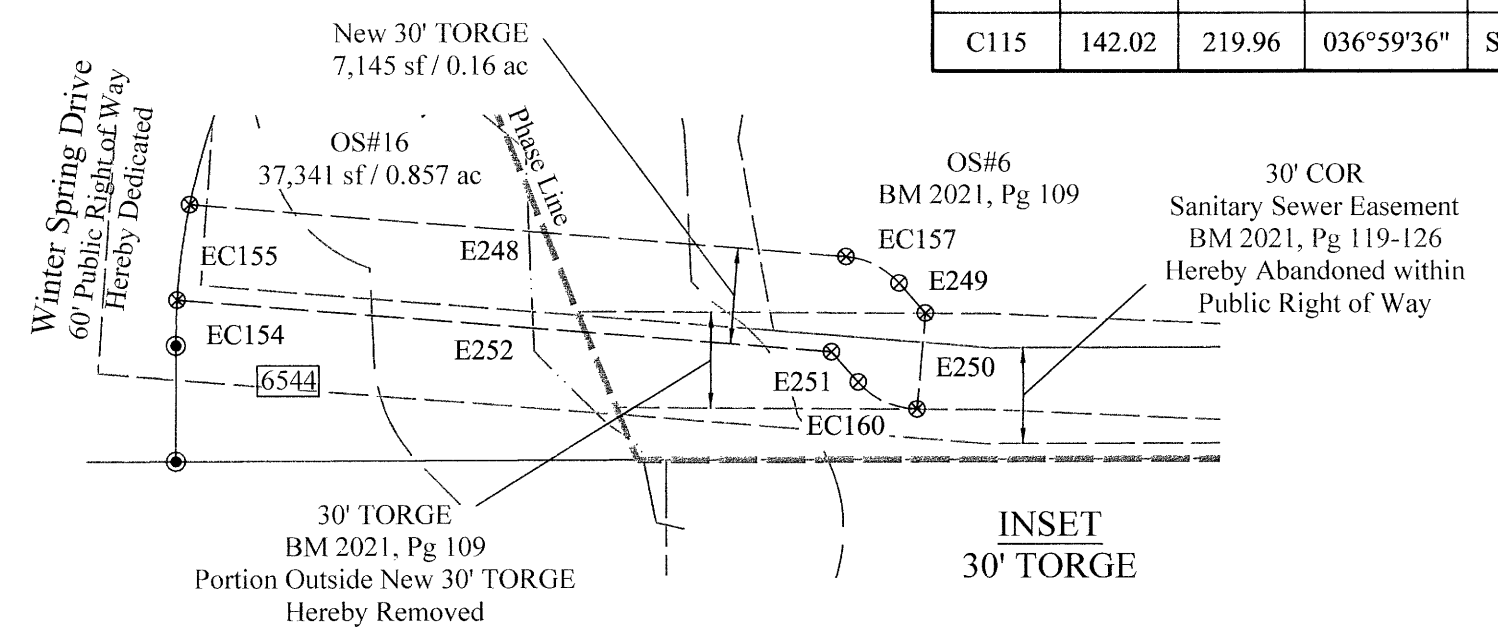 New 30' TORGE
7,145 sf / 0.16 ac
C115 142.02 219.96 036°59'36" S
Winter Spring Drive
60' Public Right of Way
Hereby Dedicated
OS#16
37,341 sf / 0.857 ac
Phase Line
OS#6
BM 2021, Pg 109
30' COR
Sanitary Sewer Easement
BM 2021, Pg 119-126
Hereby Abandoned within
Public Right of Way
EC155
E248
EC157
E249
EC154
E252
E251
E250
6544
EC160
30' TORGE
BM 2021, Pg 109
Portion Outside New 30' TORGE
Hereby Removed
INSET
30' TORGE